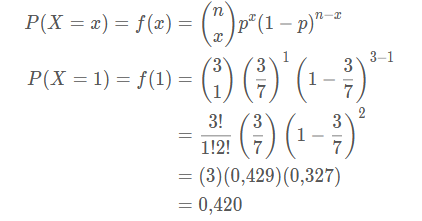 P(X = x) = f(x) = (n x) p^x (1 − p)^{n−x}
P(X = 1) = f(1) = (3 1) (3/7)^1 (1 − 3/7)^{3−1}
= 3!/1!2! (3/7) (1 − 3/7)^2
= (3)(0,429)(0,327)
= 0,420